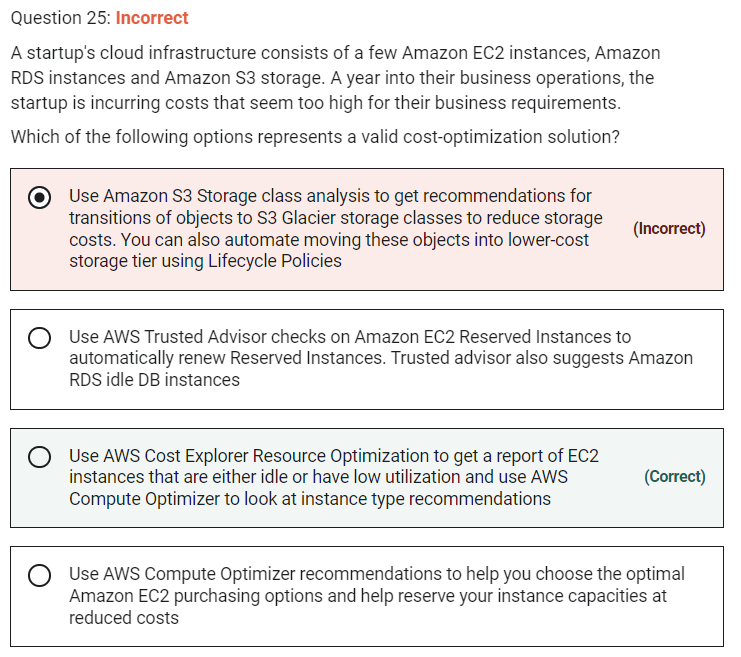 Question 25: Incorrect
A startup's cloud infrastructure consists of a few Amazon EC2 instances, Amazon
RDS instances and Amazon S3 storage. A year into their business operations, the
startup is incurring costs that seem too high for their business requirements.
Which of the following options represents a valid cost-optimization solution?
Use Amazon S3 Storage class analysis to get recommendations for
transitions of objects to S3 Glacier storage classes to reduce storage
costs. You can also automate moving these objects into lower-cost
storage tier using Lifecycle Policies
(Incorrect)
Use AWS Trusted Advisor checks on Amazon EC2 Reserved Instances to
automatically renew Reserved Instances. Trusted advisor also suggests Amazon
RDS idle DB instances
Use AWS Cost Explorer Resource Optimization to get a report of EC2
instances that are either idle or have low utilization and use AWS
Compute Optimizer to look at instance type recommendations
(Correct)
Use AWS Compute Optimizer recommendations to help you choose the optimal
Amazon EC2 purchasing options and help reserve your instance capacities at
reduced costs